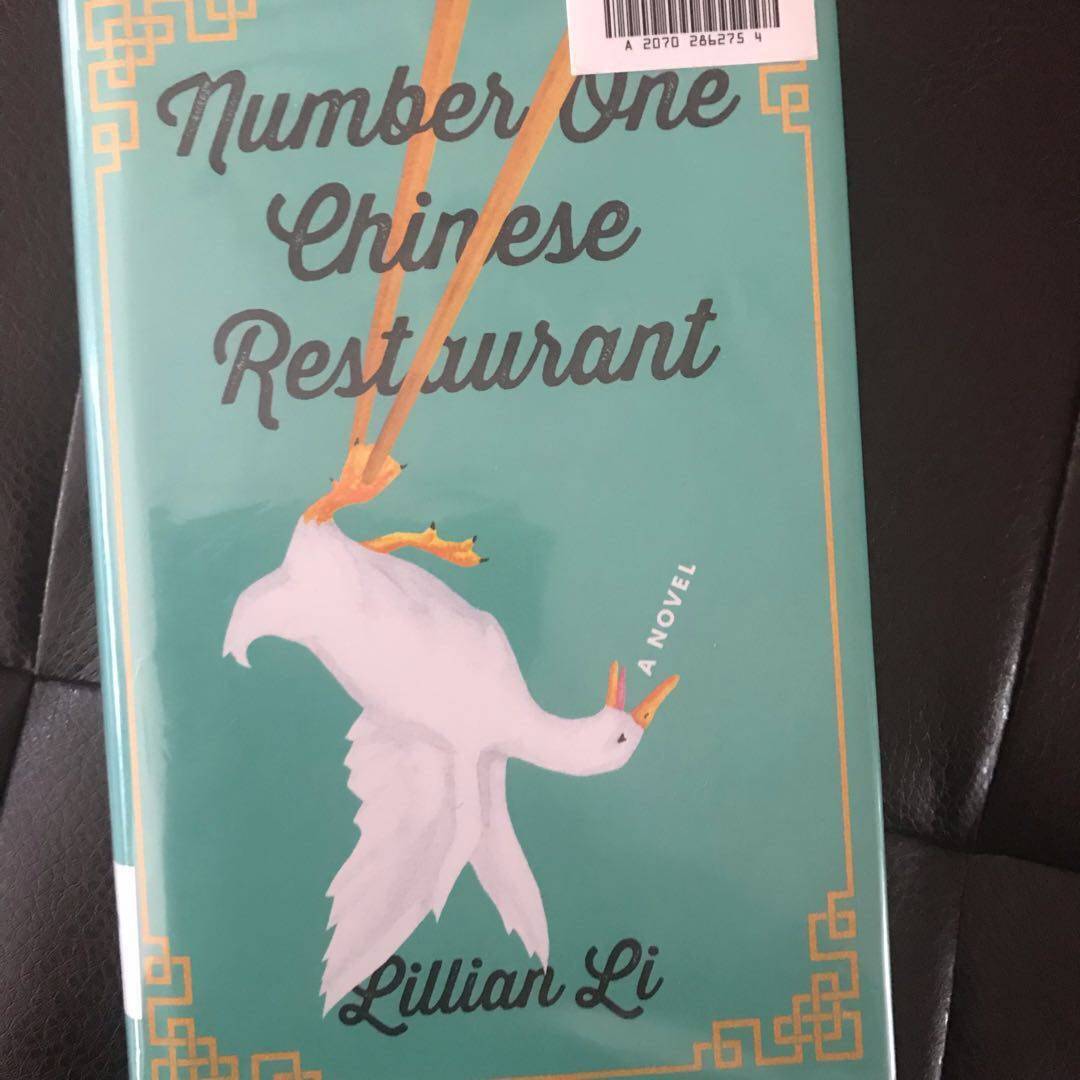 A 2070 286275 4
Number One
Chinese
Restaurant
A NOVEL
Lillian Li